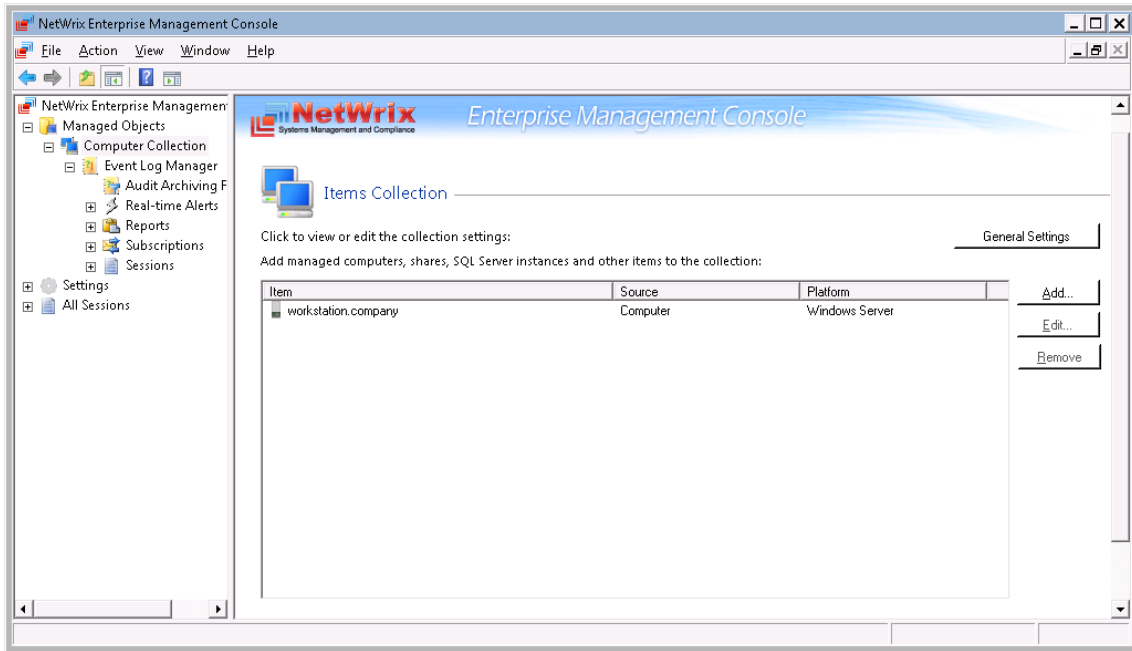 NetWrix Enterprise Management Console
File Action View Window Help
NetWrix Enterprise Managemen
Managed Objects
Computer Collection
Event Log Manager
Audit Archiving F
Real-time Alerts
Reports
Subscriptions
Sessions
Settings
All Sessions
NetWrix
Systems Management and Compliance
Enterprise Management Console
Items Collection
Click to view or edit the collection settings:
General Settings
Add managed computers, shares, SQL Server instances and other items to the collection:
Item Source Platform
workstation.company Computer Windows Server
Add...
Edit...
Remove